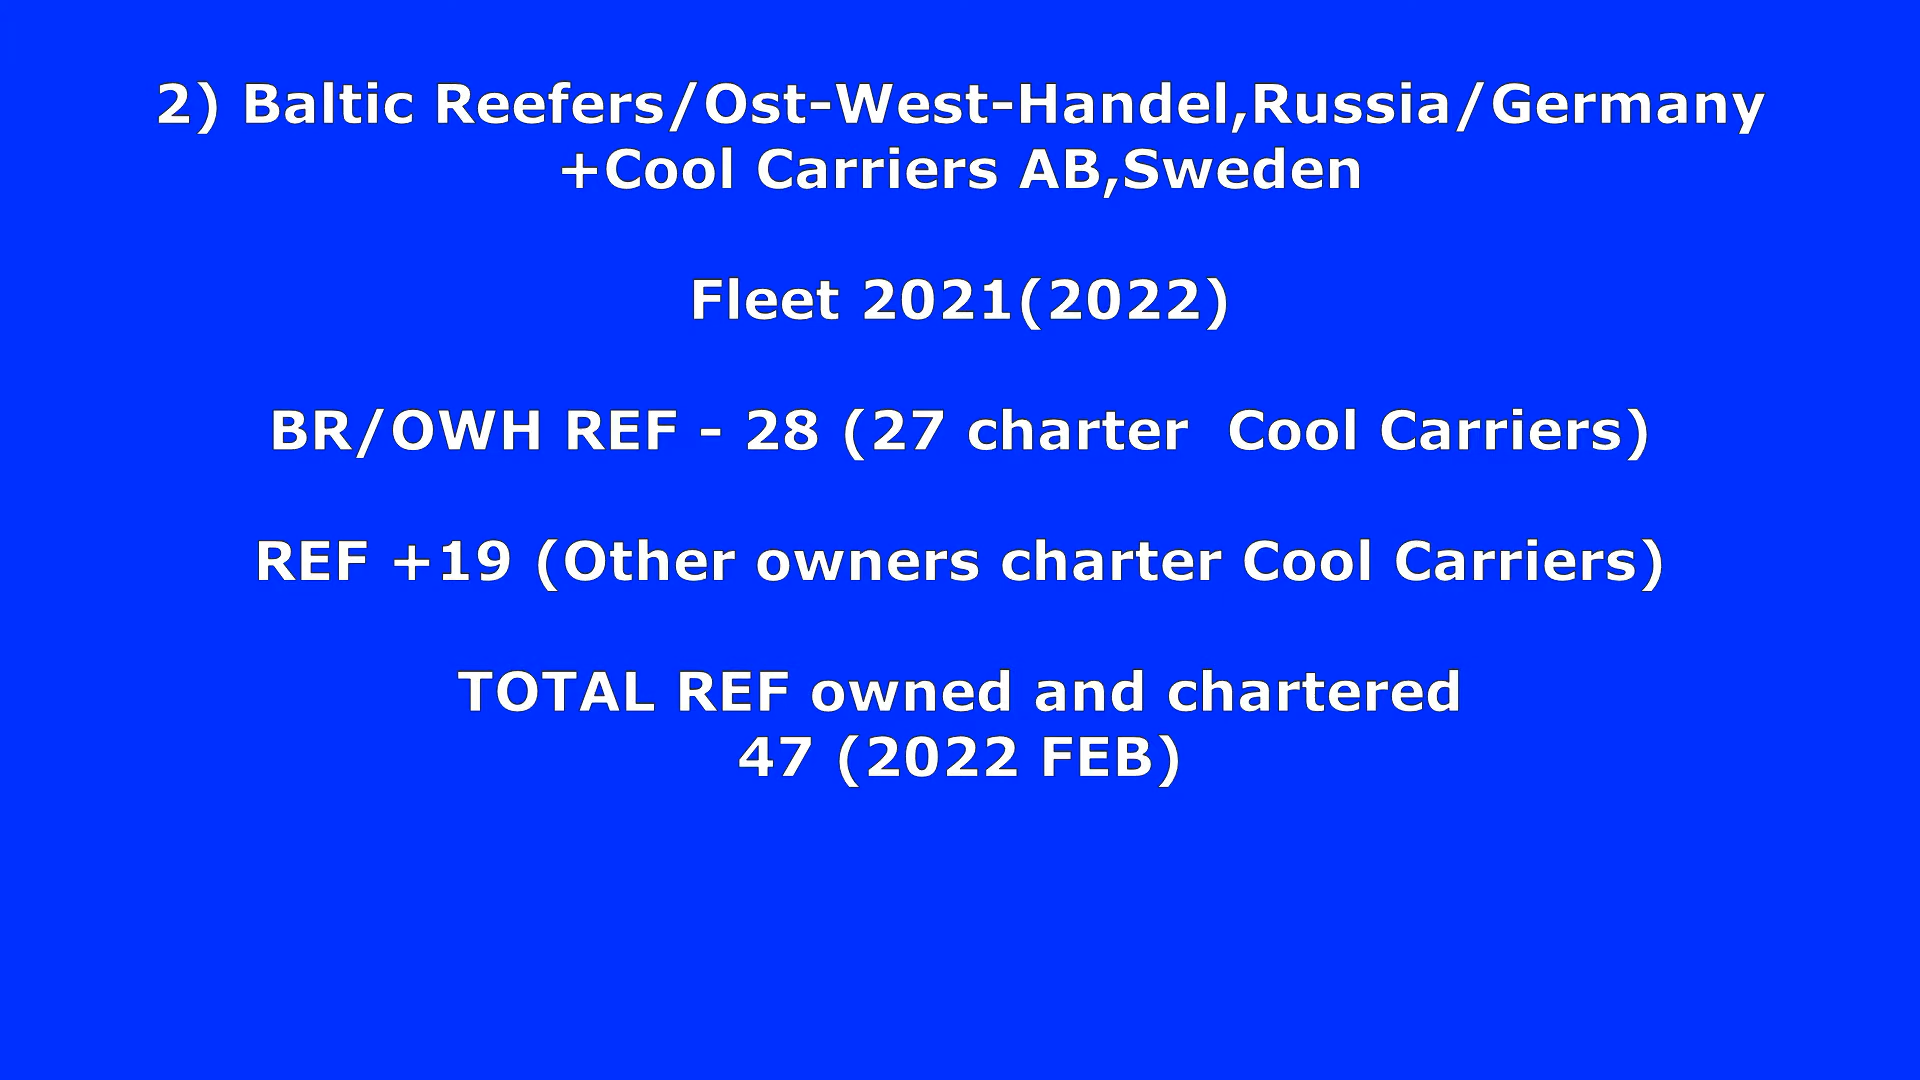 2) Baltic Reefers/Ost-West-Handel,Russia/Germany
+Cool Carriers AB,Sweden
Fleet 2021(2022)
BR/OWH REF - 28 (27 charter  Cool Carriers)
REF +19 (Other owners charter Cool Carriers)
TOTAL REF owned and chartered
47 (2022 FEB)